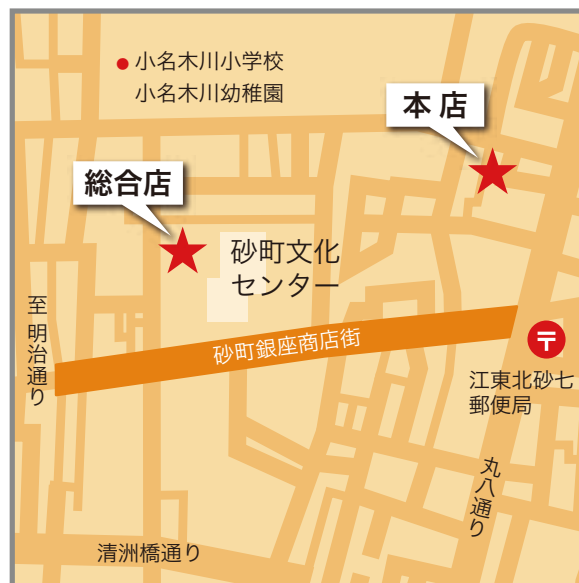 小名木川小学校
小名木川幼稚園
本店
総合店
砂町文化
センター
至 明治通り
砂町銀座商店街
〒
江東北砂七
郵便局
丸八通り
清洲橋通り